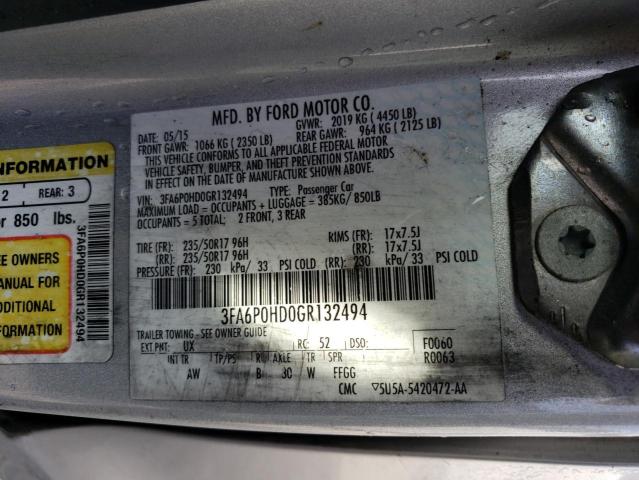 MFD. BY FORD MOTOR CO.
DATE: 05/15 GVWR: 2019 KG (4450 LB)
FRONT GAWR: 1066 KG (2350 LB) REAR GAWR: 964 KG (2125 LB)
THIS VEHICLE CONFORMS TO ALL APPLICABLE FEDERAL MOTOR
VEHICLE SAFETY, BUMPER, AND THEFT PREVENTION STANDARDS
IN EFFECT ON THE DATE OF MANUFACTURE SHOWN ABOVE.
VIN: 3FA6P0HD0GR132494 TYPE: Passenger Car
MAXIMUM LOAD = OCCUPANTS + LUGGAGE = 385KG/850LB
OCCUPANTS = 5 TOTAL: 2 FRONT, 3 REAR
TIRE (FR): 235/50R17 96H RIMS (FR): 17x7.5J
(RR): 235/50R17 96H (RR): 17x7.5J
PRESSURE (FR): 230 kPa/33 PSI COLD (RR): 230 kPa/33 PSI COLD
3FA6P0HD0GR132494
TRAILER TOWING - SEE OWNER GUIDE
EXT PNT: UX RC: 52 DSO: F0060
R0063
INT TR TP/PS R AXLE TR SPR
AW B 30 W FFGG
CMC ▽5U5A-5420472-AA
INFORMATION
2 REAR: 3
or 850 lbs.
EE OWNERS
MANUAL FOR
ADDITIONAL
INFORMATION
3FA6P0HD0GR132494